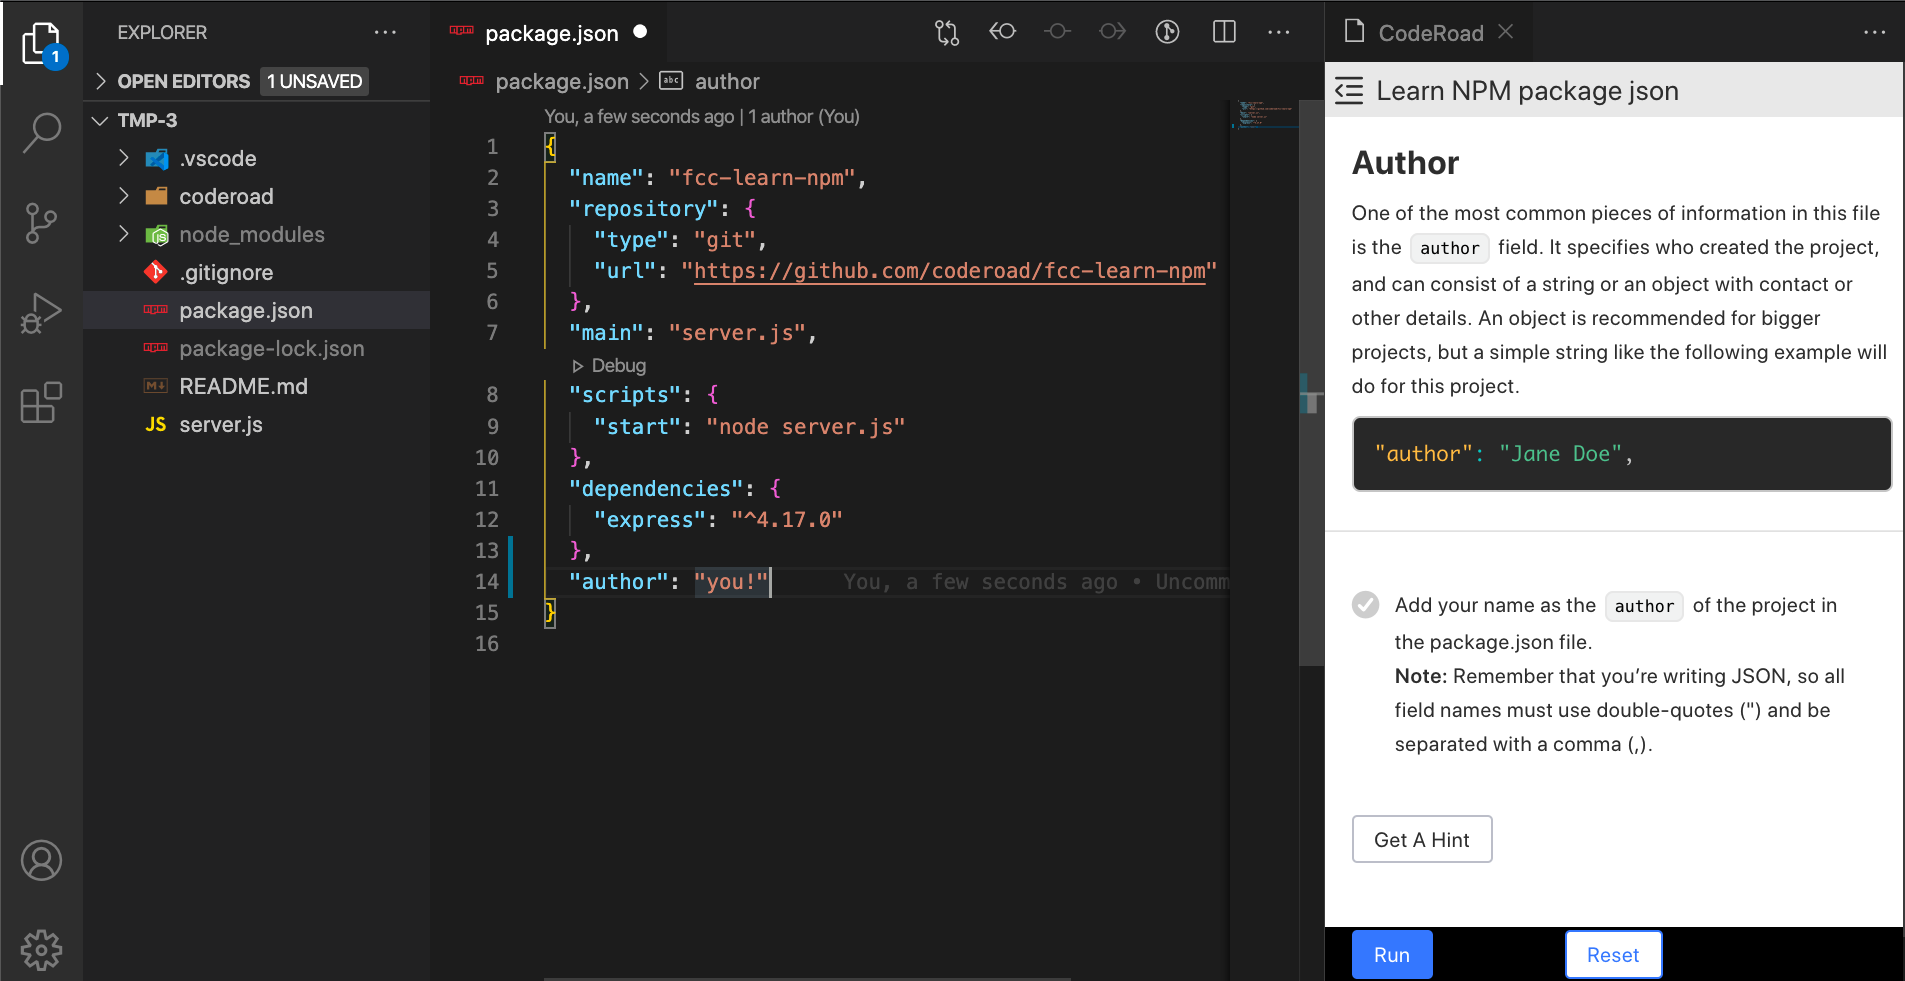 1
EXPLORER
OPEN EDITORS 1 UNSAVED
TMP-3
.vscode
coderoad
node_modules
.gitignore
package.json
package-lock.json
README.md
JS server.js
package.json
package.json > abc author
You, a few seconds ago | 1 author (You)
1 {
2 "name": "fcc-learn-npm",
3 "repository": {
4 "type": "git",
5 "url": "https://github.com/coderoad/fcc-learn-npm"
6 },
7 "main": "server.js",
Debug
8 "scripts": {
9 "start": "node server.js"
10 },
11 "dependencies": {
12 "express": "^4.17.0"
13 },
14 "author": "you!" You, a few seconds ago • Uncomm
15 }
16
CodeRoad
Learn NPM package json
Author
One of the most common pieces of information in this file
is the author field. It specifies who created the project,
and can consist of a string or an object with contact or
other details. An object is recommended for bigger
projects, but a simple string like the following example will
do for this project.
"author": "Jane Doe",
Add your name as the author of the project in
the package.json file.
Note: Remember that you’re writing JSON, so all
field names must use double-quotes (") and be
separated with a comma (,).
Get A Hint
Run
Reset